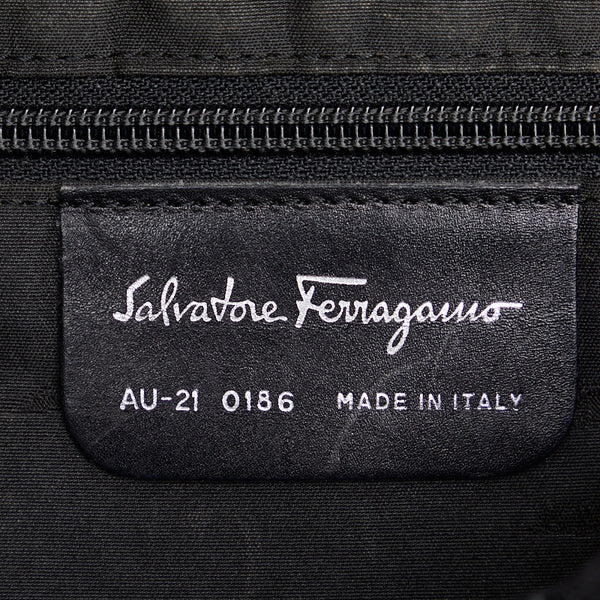 Salvatore Ferragamo
AU-21 0186 MADE IN ITALY